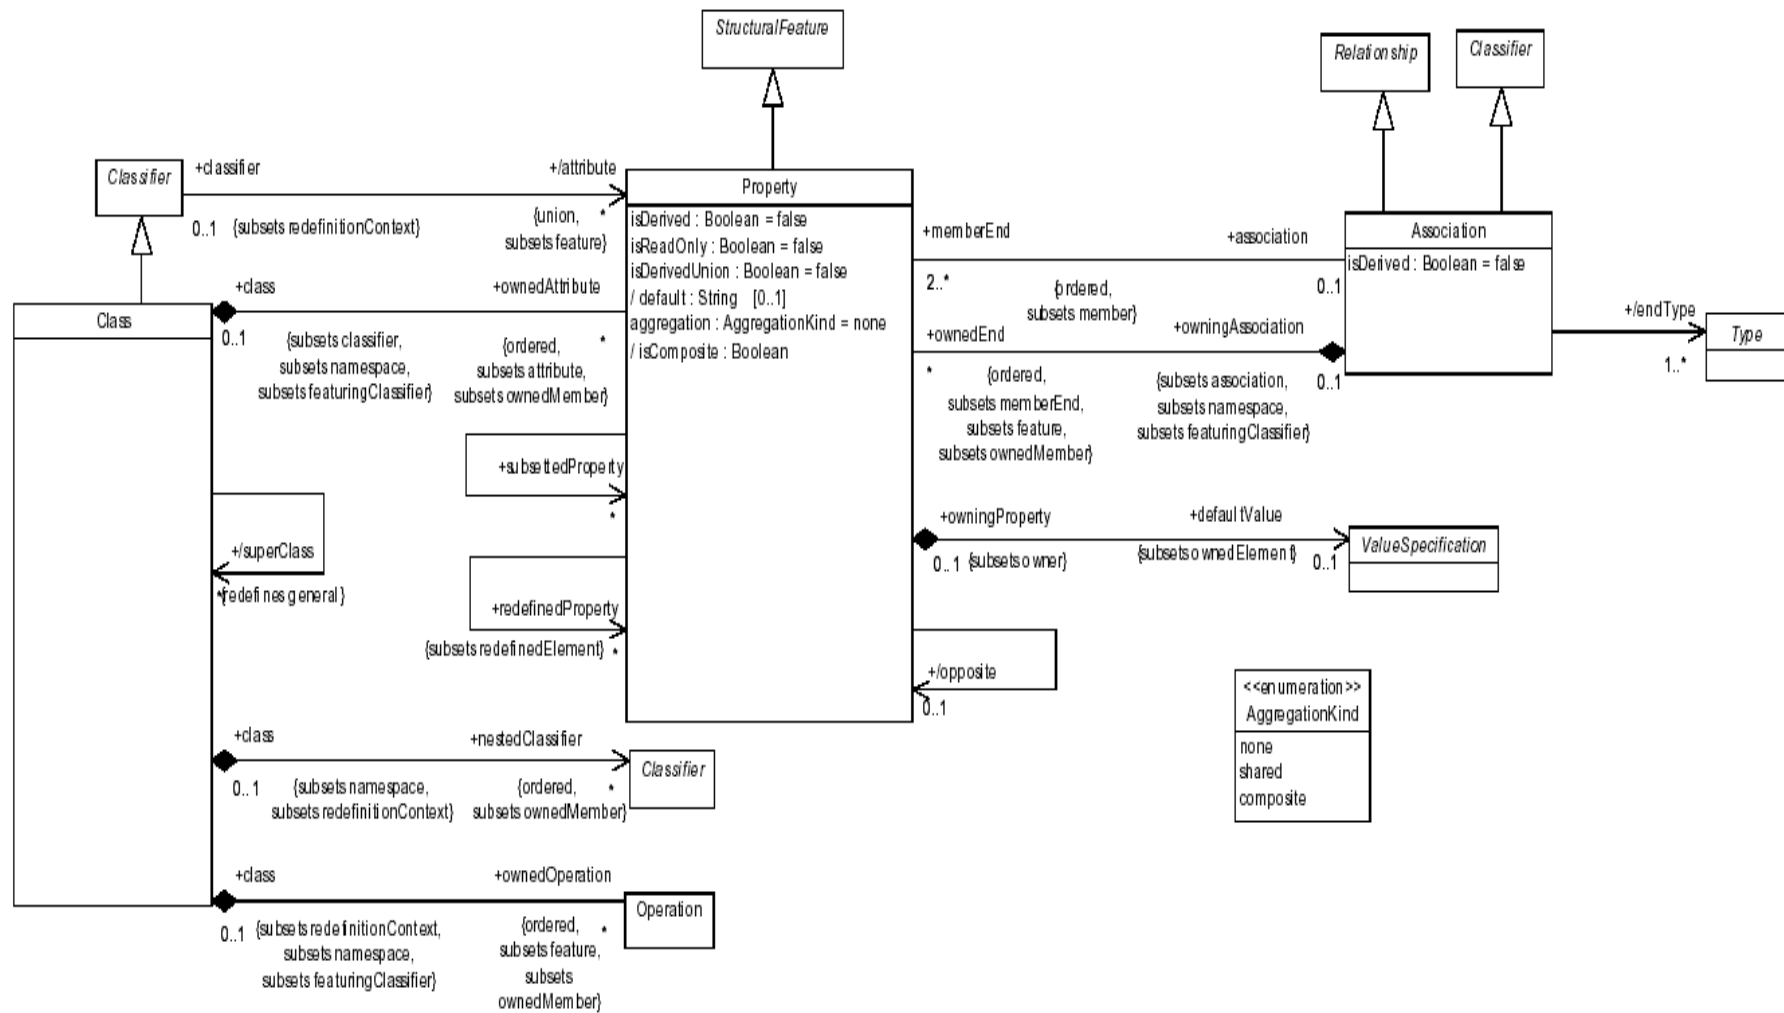 StructuralFeature
Relationship
Classifier
Classifier
+classifier
+/attribute
0..1
{subsets redefinitionContext}
{union,
*
subsets feature}
Property
isDerived : Boolean = false
isReadOnly : Boolean = false
isDerivedUnion : Boolean = false
/ default : String [0..1]
aggregation : AggregationKind = none
/ isComposite : Boolean
+memberEnd
+association
2..*
{ordered,
subsets member}
0..1
Association
isDerived : Boolean = false
+/endType
1..*
Type
+ownedEnd
+owningAssociation
*
{ordered,
subsets memberEnd,
subsets feature,
subsets ownedMember}
{subsets association,
subsets namespace,
subsets featuringClassifier}
0..1
Class
+class
+ownedAttribute
0..1
{subsets classifier,
subsets namespace,
subsets featuringClassifier}
{ordered,
*
subsets attribute,
subsets ownedMember}
+subsettedProperty
*
+/superClass
*
{redefines general}
+redefinedProperty
{subsets redefinedElement}
*
+owningProperty
+defaultValue
0..1
{subsets owner}
{subsets ownedElement}
0..1
ValueSpecification
+/opposite
0..1
<<enumeration>>
AggregationKind
none
shared
composite
+class
+nestedClassifier
0..1
{subsets namespace,
subsets redefinitionContext}
{ordered,
*
subsets ownedMember}
Classifier
+class
+ownedOperation
0..1
{subsets redefinitionContext,
subsets namespace,
subsets featuringClassifier}
{ordered,
*
subsets feature,
subsets
ownedMember}
Operation